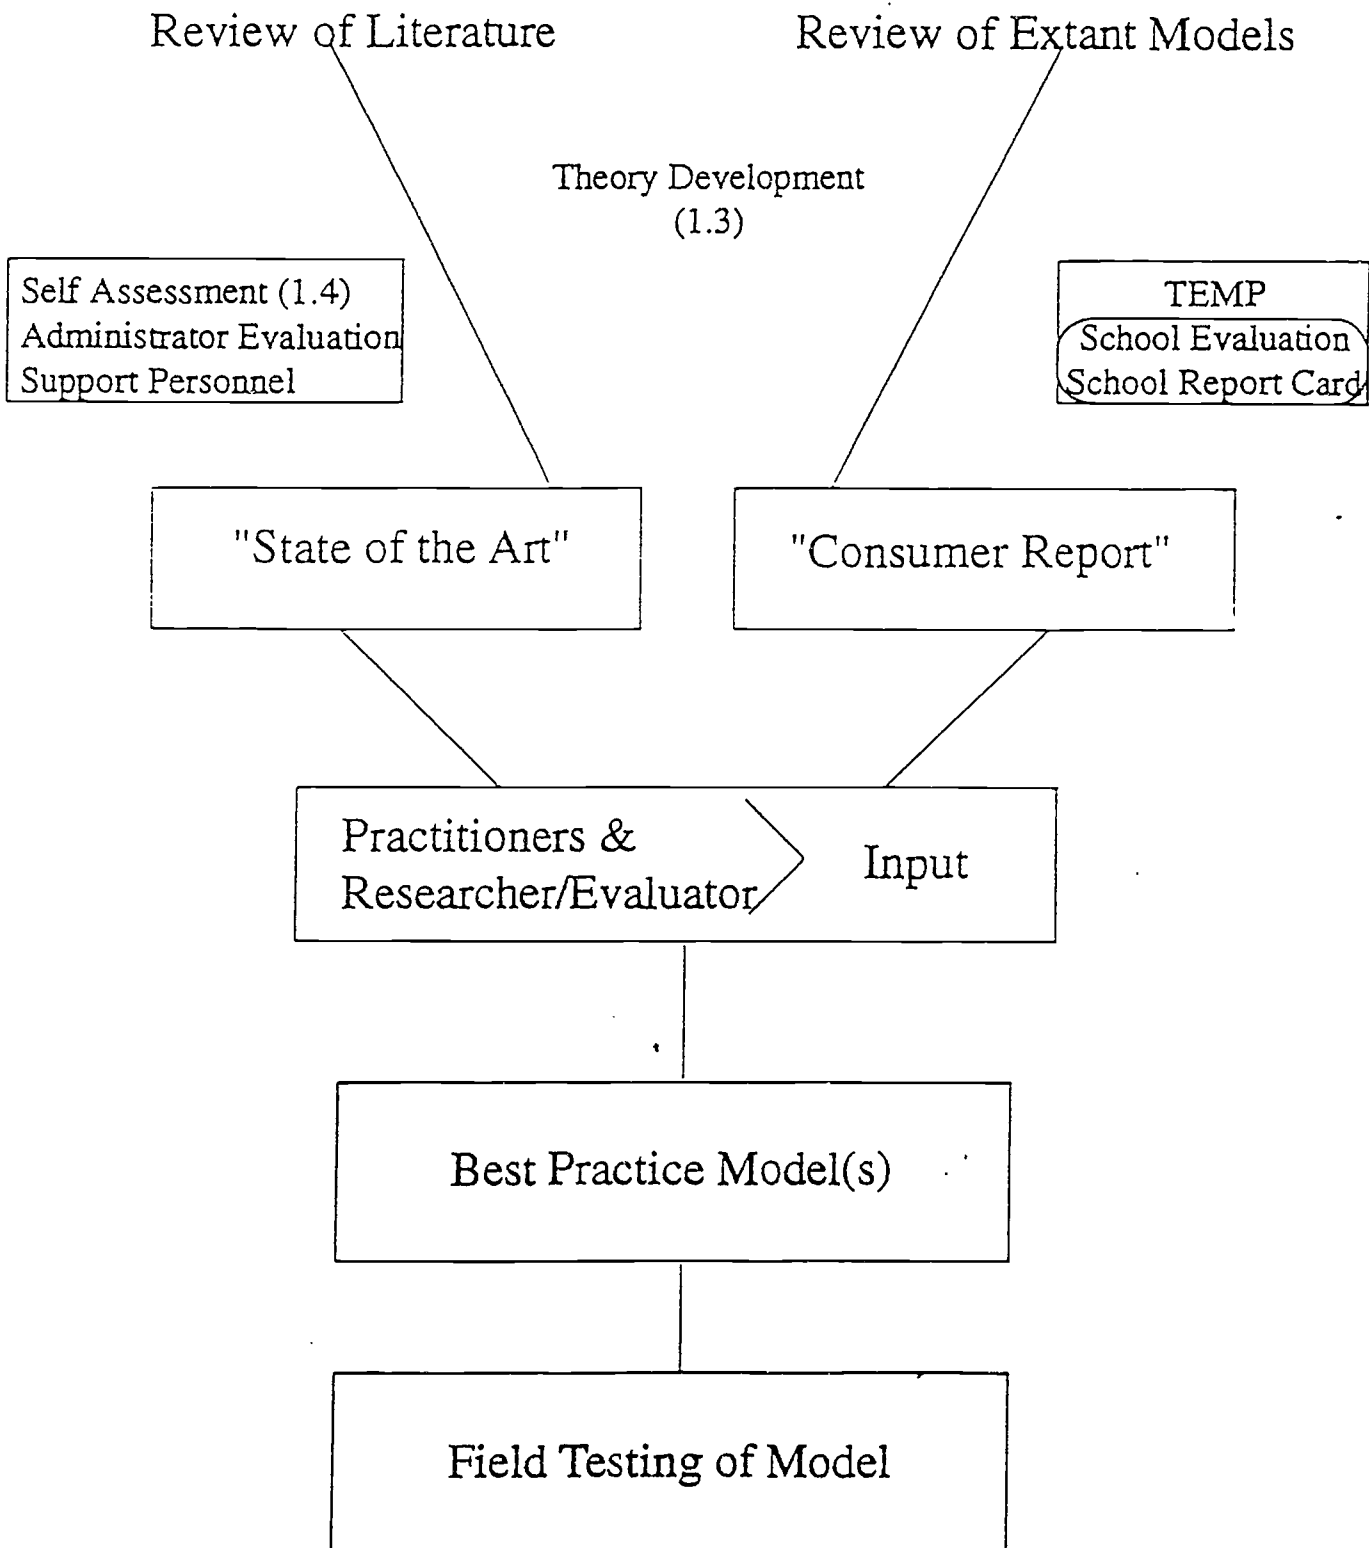 Review of Literature
Review of Extant Models
Theory Development
(1.3)
Self Assessment (1.4)
Administrator Evaluation
Support Personnel
TEMP
School Evaluation
School Report Card
"State of the Art"
"Consumer Report"
Practitioners &
Researcher/Evaluator
Input
Best Practice Model(s)
Field Testing of Model